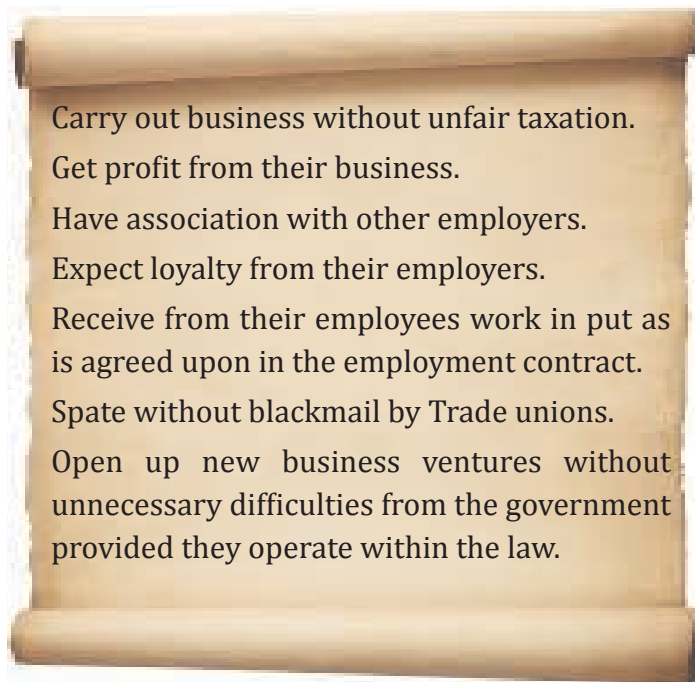 Carry out business without unfair taxation.
Get profit from their business.
Have association with other employers.
Expect loyalty from their employers.
Receive from their employees work in put as
is agreed upon in the employment contract.
Spate without blackmail by Trade unions.
Open up new business ventures without
unnecessary difficulties from the government
provided they operate within the law.